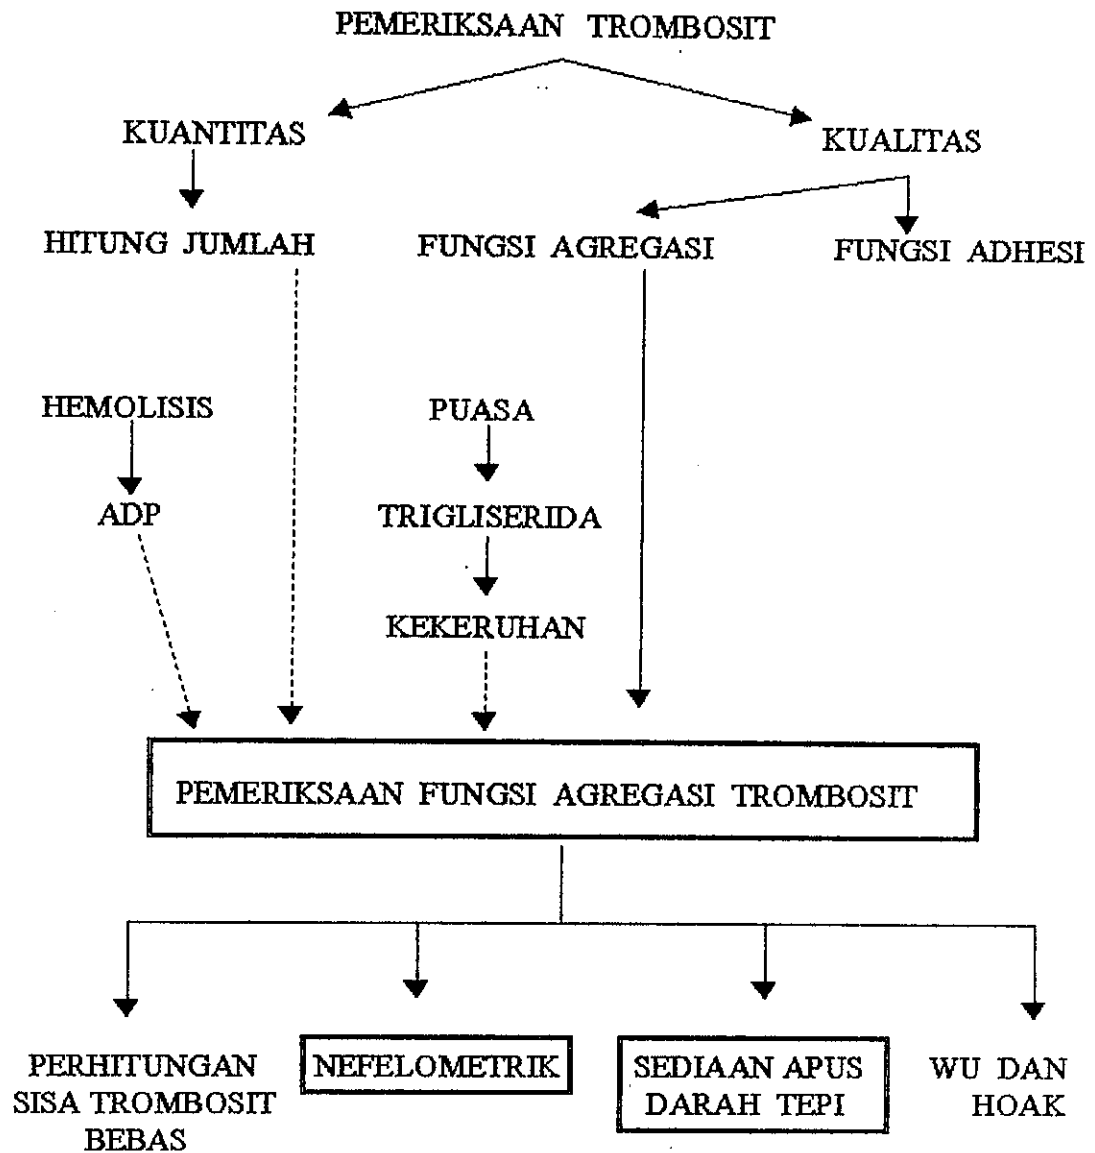 PEMERIKSAAN TROMBOSIT
KUANTITAS
KUALITAS
HITUNG JUMLAH
FUNGSI AGREGASI
FUNGSI ADHESI
HEMOLISIS
PUASA
ADP
TRIGLISERIDA
KEKERUHAN
PEMERIKSAAN FUNGSI AGREGASI TROMBOSIT
PERHITUNGAN
SISA TROMBOSIT
BEBAS
NEFELOMETRIK
SEDIAAN APUS
DARAH TEPI
WU DAN
HOAK